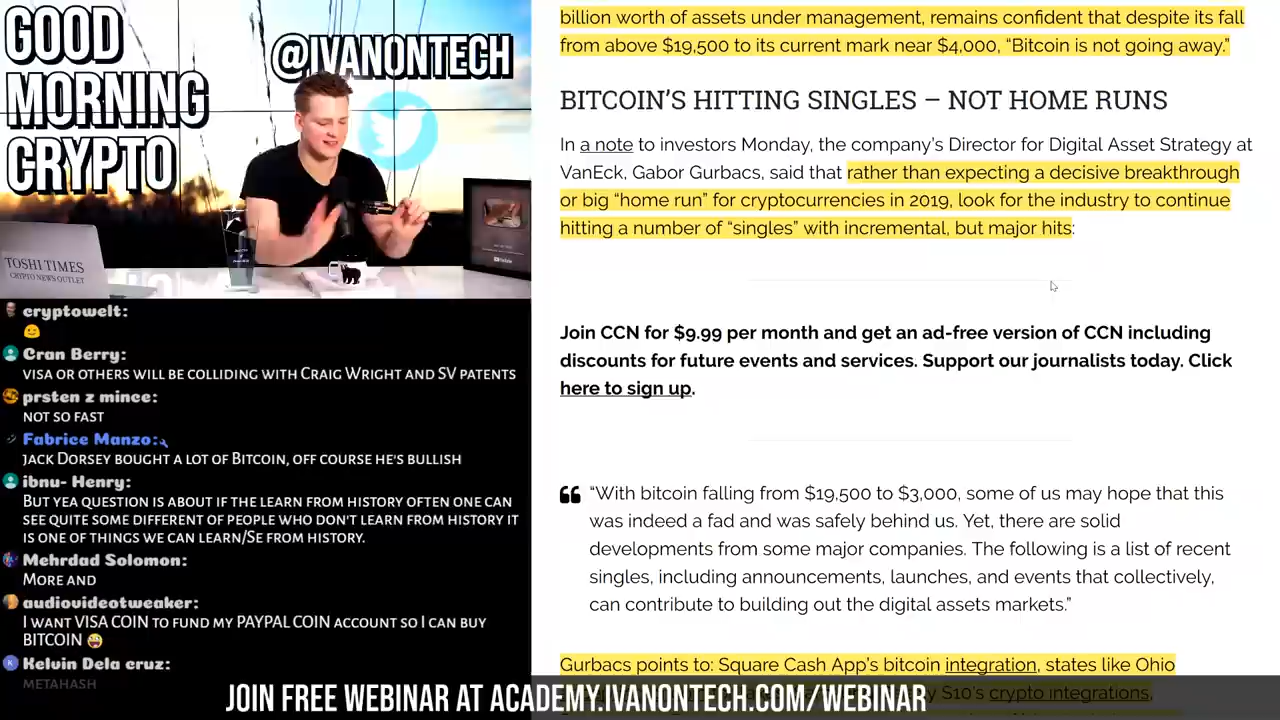 GOOD
MORNING
CRYPTO
@IVANONTECH
TOSHI TIMES
CRYPTO NEWS OUTLET
cryptowelt:
Cran Berry:
VISA OR OTHERS WILL BE COLLIDING WITH CRAIG WRIGHT AND SV PATENTS
prsten z mince:
NOT SO FAST
Fabrice Manzo:
JACK DORSEY BOUGHT A LOT OF BITCOIN, OFF COURSE HE'S BULLISH
ibnu- Henry:
BUT YEA QUESTION IS ABOUT IF THE LEARN FROM HISTORY OFTEN ONE CAN
SEE QUITE SOME DIFFERENT OF PEOPLE WHO DON'T LEARN FROM HISTORY IT
IS ONE OF THINGS WE CAN LEARN/SE FROM HISTORY.
Mehrdad Solomon:
MORE AND
audiovideotweaker:
I WANT VISA COIN TO FUND MY PAYPAL COIN ACCOUNT SO I CAN BUY
BITCOIN
Kelvin Dela cruz:
METAHASH
billion worth of assets under management, remains confident that despite its fall
from above $19,500 to its current mark near $4,000, “Bitcoin is not going away.”
BITCOIN’S HITTING SINGLES – NOT HOME RUNS
In a note to investors Monday, the company’s Director for Digital Asset Strategy at
VanEck, Gabor Gurbacs, said that rather than expecting a decisive breakthrough
or big “home run” for cryptocurrencies in 2019, look for the industry to continue
hitting a number of “singles” with incremental, but major hits:
Join CCN for $9.99 per month and get an ad-free version of CCN including
discounts for future events and services. Support our journalists today. Click
here to sign up.
“With bitcoin falling from $19,500 to $3,000, some of us may hope that this
was indeed a fad and was safely behind us. Yet, there are solid
developments from some major companies. The following is a list of recent
singles, including announcements, launches, and events that collectively,
can contribute to building out the digital assets markets.”
Gurbacs points to: Square Cash App’s bitcoin integration, states like Ohio
S10’s crypto integrations,
JOIN FREE WEBINAR AT ACADEMY.IVANONTECH.COM/WEBINAR